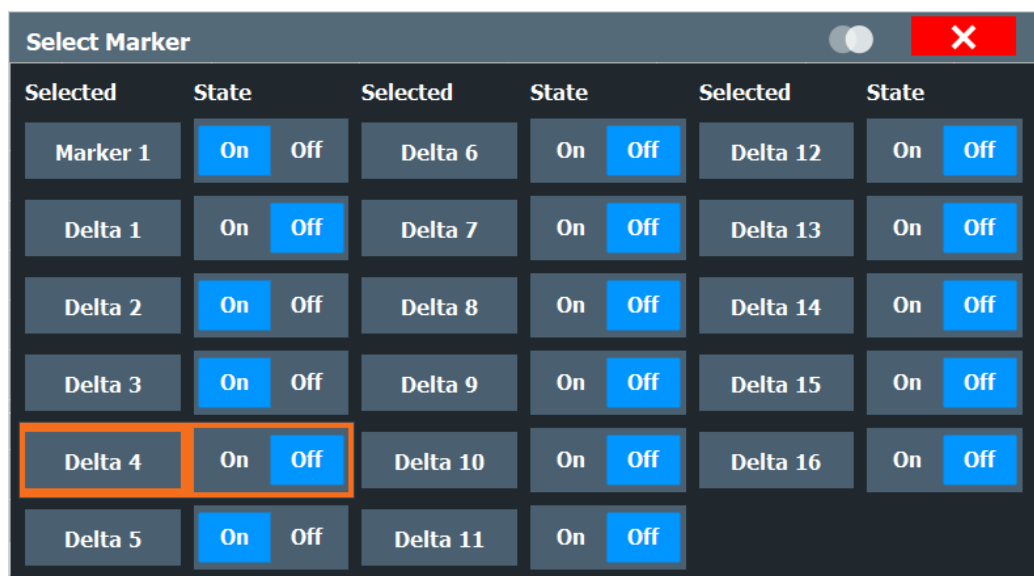 Select Marker
Selected State Selected State Selected State
Marker 1 On Off Delta 6 On Off Delta 12 On Off
Delta 1 On Off Delta 7 On Off Delta 13 On Off
Delta 2 On Off Delta 8 On Off Delta 14 On Off
Delta 3 On Off Delta 9 On Off Delta 15 On Off
Delta 4 On Off Delta 10 On Off Delta 16 On Off
Delta 5 On Off Delta 11 On Off